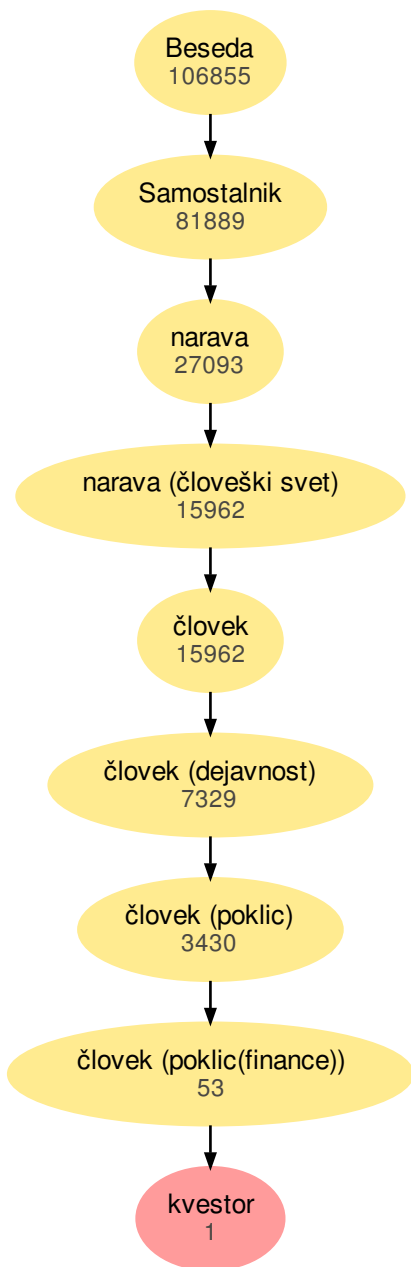 Beseda
106855
Samostalnik
81889
narava
27093
narava (človeški svet)
15962
človek
15962
človek (dejavnost)
7329
človek (poklic)
3430
človek (poklic(finance))
53
kvestor
1